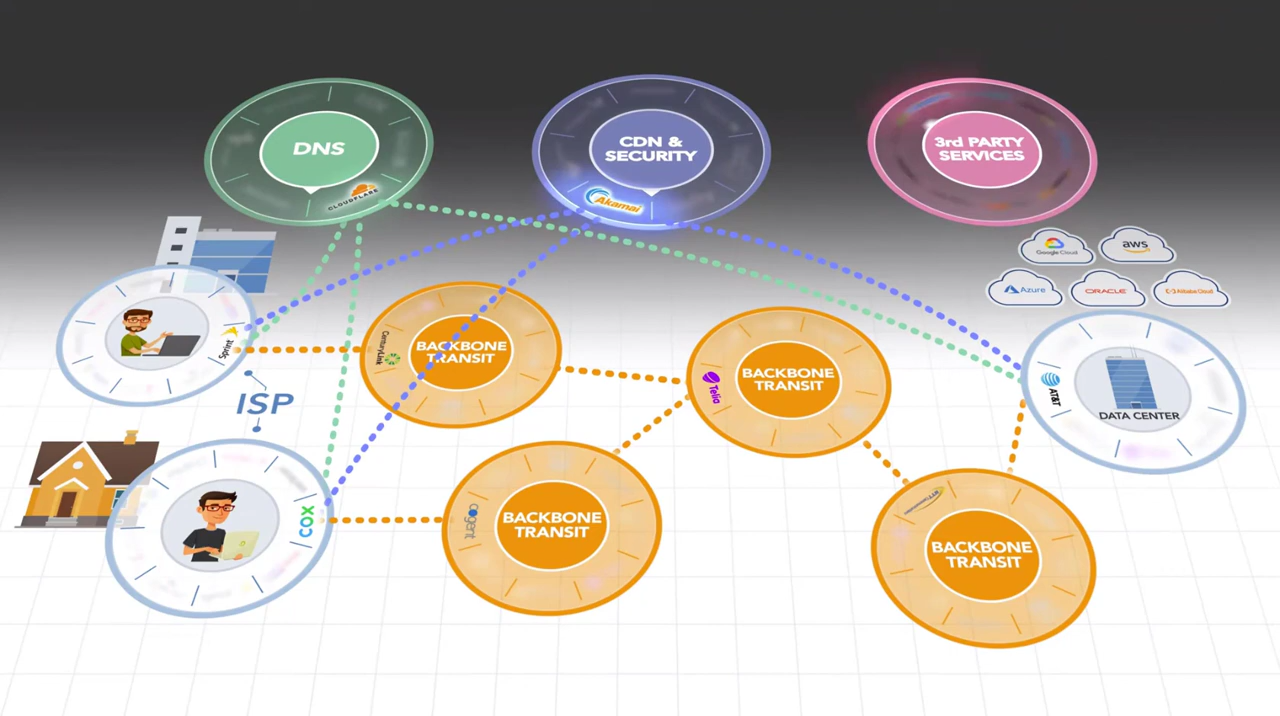 DNS
CLOUDFLARE
CDN &
SECURITY
Akamai
3rd PARTY
SERVICES
Google Cloud
aws
Azure
ORACLE
Alibaba Cloud
Sprint
CenturyLink
BACKBONE
TRANSIT
Telia
BACKBONE
TRANSIT
AT&T
DATA CENTER
ISP
COX
cogent
BACKBONE
TRANSIT
BACKBONE
TRANSIT